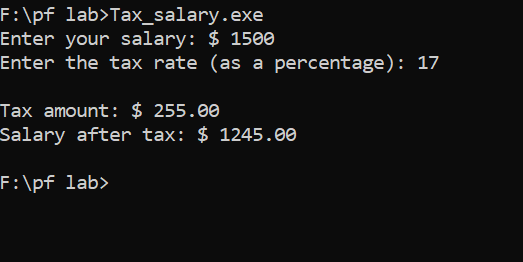 F:\pf lab>Tax_salary.exe
Enter your salary: $ 1500
Enter the tax rate (as a percentage): 17
Tax amount: $ 255.00
Salary after tax: $ 1245.00
F:\pf lab>